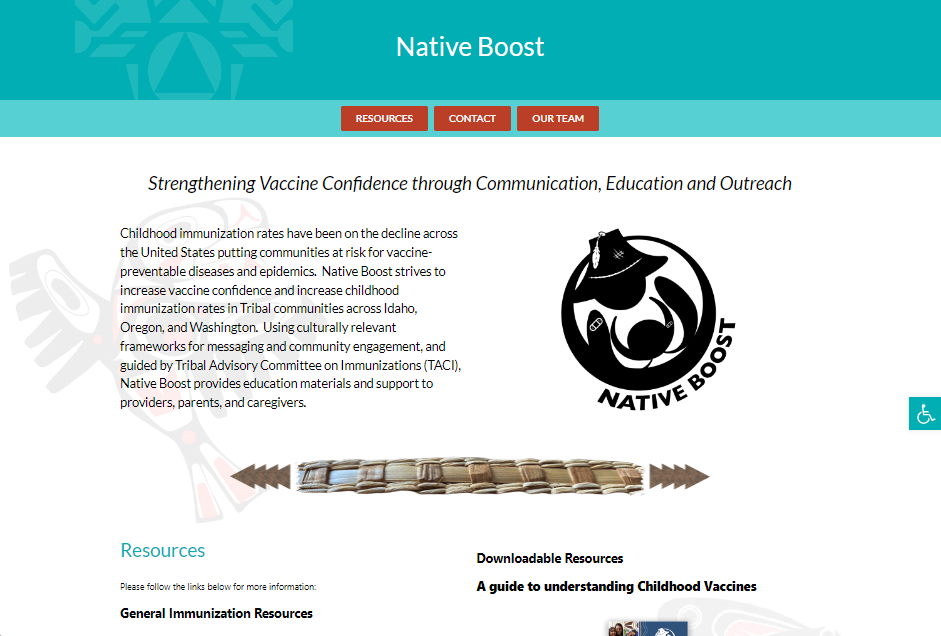 Native Boost
RESOURCES
CONTACT
OUR TEAM
Strengthening Vaccine Confidence through Communication, Education and Outreach
Childhood immunization rates have been on the decline across
the United States putting communities at risk for vaccine-
preventable diseases and epidemics. Native Boost strives to
increase vaccine confidence and increase childhood
immunization rates in Tribal communities across Idaho,
Oregon, and Washington. Using culturally relevant
frameworks for messaging and community engagement, and
guided by Tribal Advisory Committee on Immunizations (TACI),
Native Boost provides education materials and support to
providers, parents, and caregivers.
NATIVE BOOST
Resources
Please follow the links below for more information:
General Immunization Resources
Downloadable Resources
A guide to understanding Childhood Vaccines